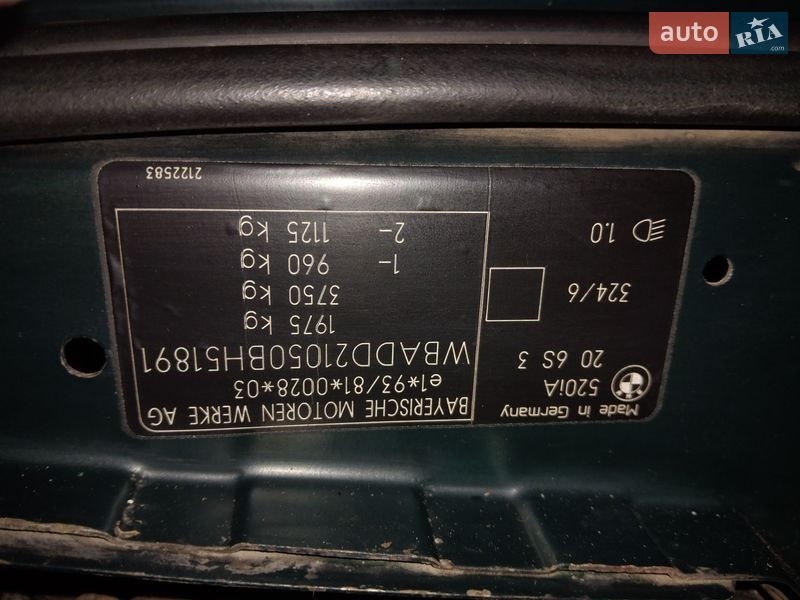 auto
RIA
.com
BAYERISCHE MOTOREN WERKE AG
e1*93/81*0028*03
WBADD21050BH51891
1975 kg
3750 kg
1- 960 kg
2- 1125 kg
2122583
Made in Germany
520iA
20 6S 3
324/6
1.0